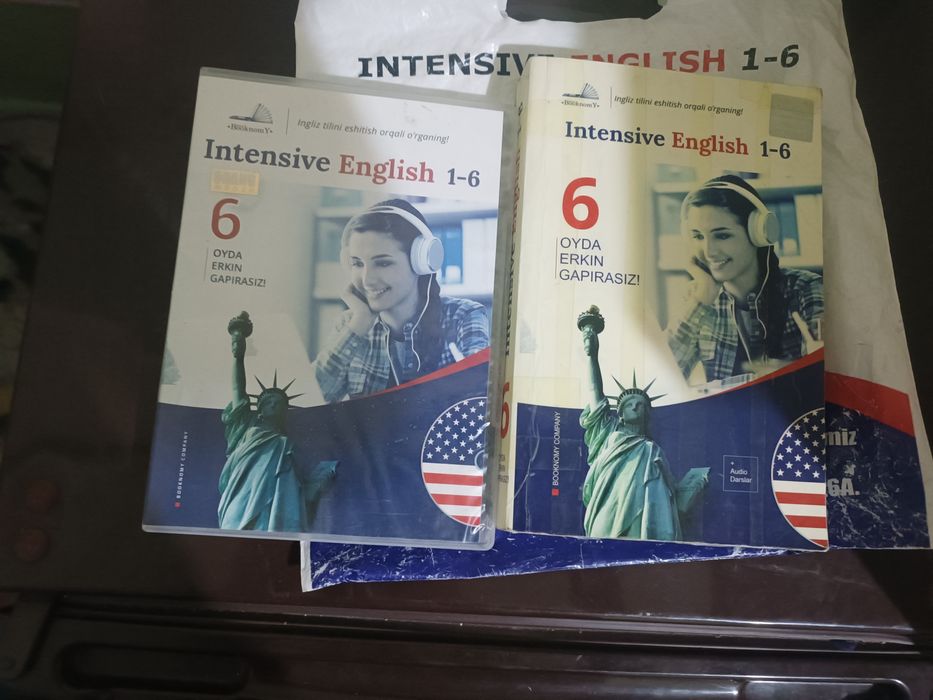 INTENSIVE ENGLISH 1-6
BooknomY
Ingliz tilini eshitish orqali o'rganing!
Intensive English 1-6
6
OYDA
ERKIN
GAPIRASIZ!
BOOKNOMY COMPANY
BooknomY
Ingliz tilini eshitish orqali o'rganing!
Intensive English 1-6
6
OYDA
ERKIN
GAPIRASIZ!
BOOKNOMY COMPANY
+
Audio
Darslar
miz
6A.